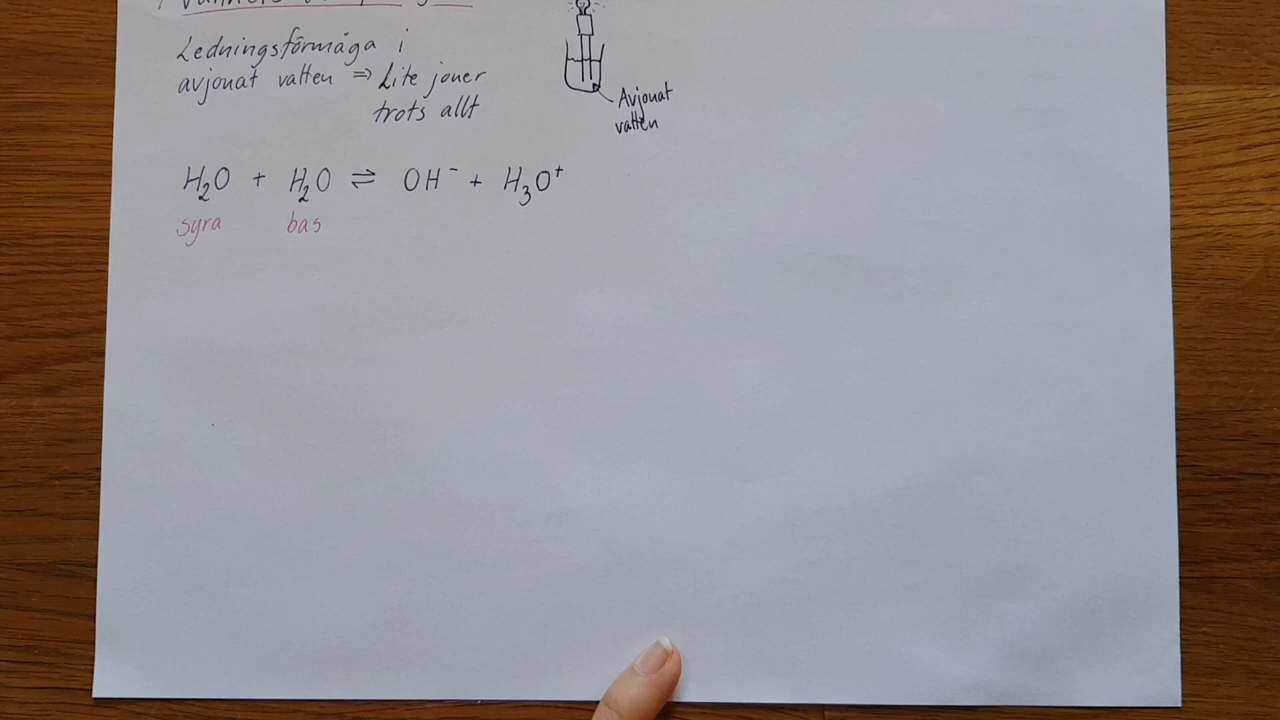 Ledningsförmåga i
avjonat vatten ⇒ Lite joner
trots allt
Avjonat
vatten
H₂O + H₂O ⇌ OH⁻ + H₃O⁺
syra bas